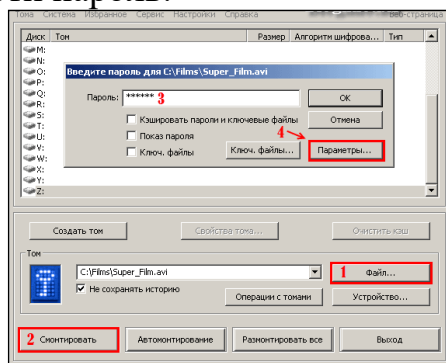 ти пароль.
Тома Система Избранное Сервис Настройки Справка Веб-страница
Диск Том Размер Алгоритм шифрова... Тип
M:
N:
O:
P:
Q:
R:
S:
T:
U:
V:
W:
X:
Y:
Z:
Введите пароль для C:\Films\Super_Film.avi
Пароль: ****** 3 OK
Кэшировать пароли и ключевые файлы Отмена
Показ пароля 4
Ключ. файлы Ключ. файлы... Параметры...
Создать том Свойства тома... Очистить кэш
Том
C:\Films\Super_Film.avi 1 Файл...
Не сохранять историю Операции с томами Устройство...
2 Смонтировать Автомонтирование Размонтировать все Выход